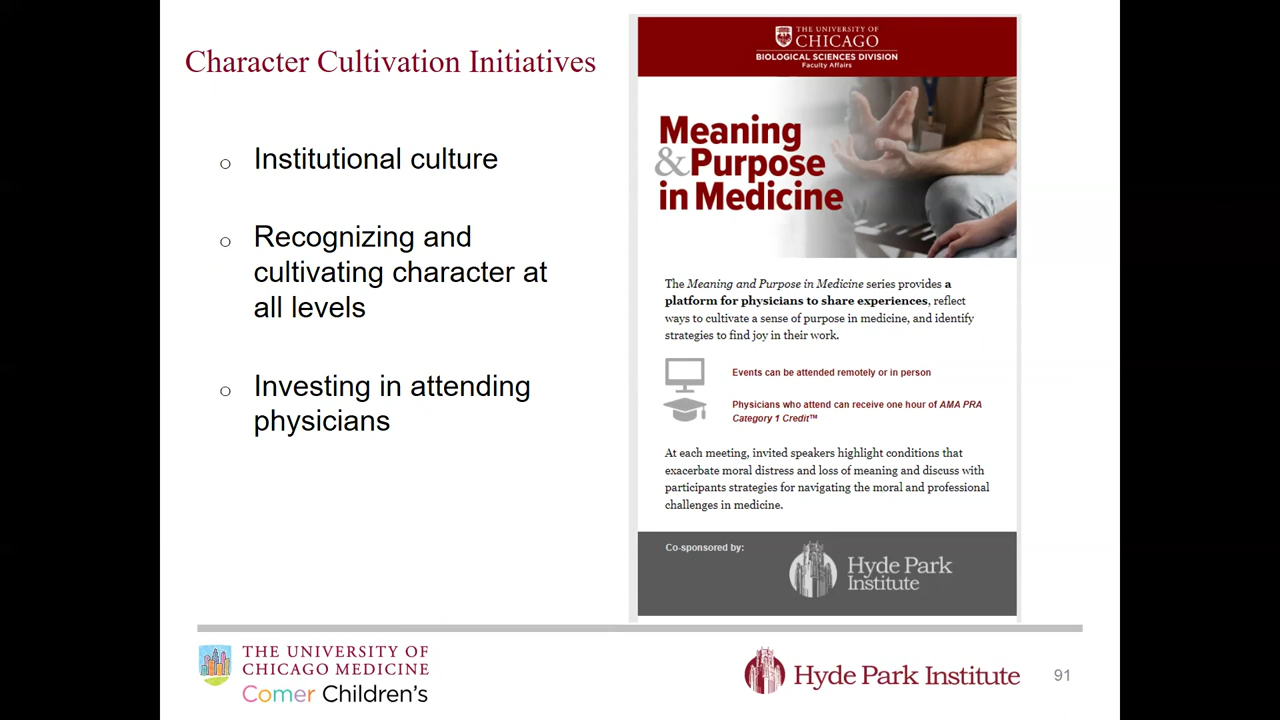 Character Cultivation Initiatives
Institutional culture
Recognizing and
cultivating character at
all levels
Investing in attending
physicians
THE UNIVERSITY OF
CHICAGO
BIOLOGICAL SCIENCES DIVISION
Faculty Affairs
Meaning
& Purpose
in Medicine
The Meaning and Purpose in Medicine series provides a
platform for physicians to share experiences, reflect
ways to cultivate a sense of purpose in medicine, and identify
strategies to find joy in their work.
Events can be attended remotely or in person
Physicians who attend can receive one hour of AMA PRA
Category 1 Credit™
At each meeting, invited speakers highlight conditions that
exacerbate moral distress and loss of meaning and discuss with
participants strategies for navigating the moral and professional
challenges in medicine.
Co-sponsored by:
Hyde Park
Institute
THE UNIVERSITY OF
CHICAGO MEDICINE
Comer Children's
Hyde Park Institute
91